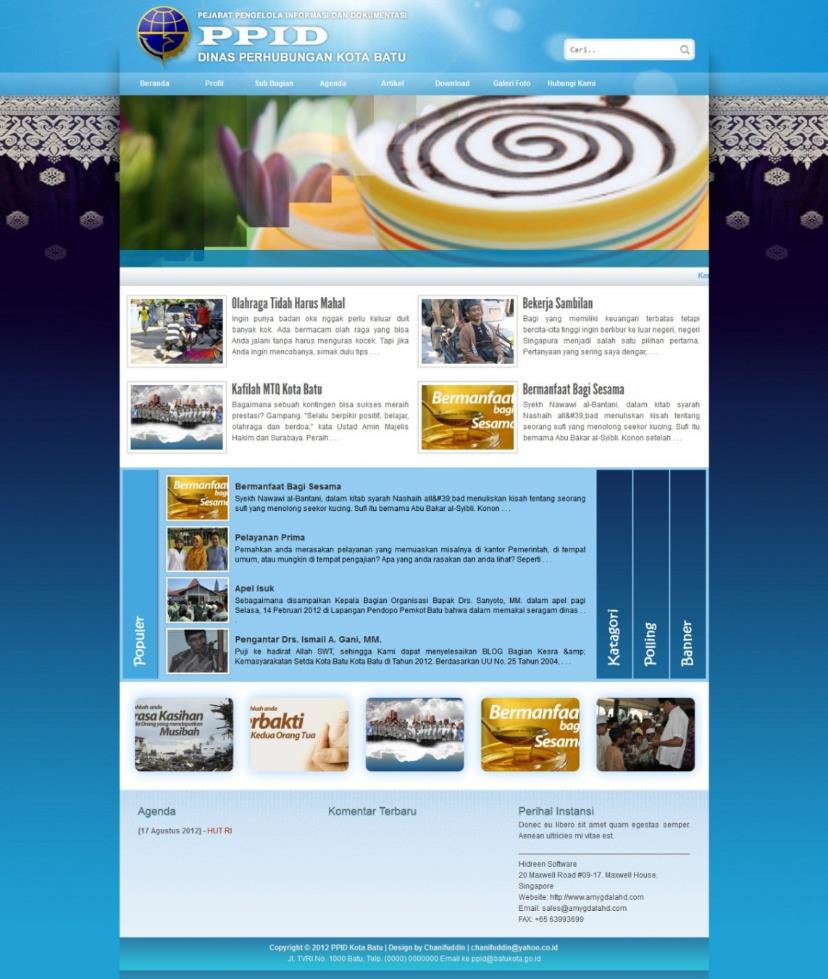 PEJABAT PENGELOLA INFORMASI DAN DOKUMENTASI
PPID
DINAS PERHUBUNGAN KOTA BATU
Cari..
Beranda Profil Sub Bagian Agenda Artikel Download Galeri Foto Hubungi Kami
Olahraga Tidak Harus Mahal
Ingin punya badan oke nggak perlu keluar duit
banyak kok. Ada bermacam olah raga yang bisa
Anda jalani tanpa harus menguras kocek. Tapi jika
Anda ingin mencobanya, simak dulu tips . . .
Bekerja Sambilan
Bagi yang memiliki keuangan terbatas tetapi
bercita-cita tinggi ingin berlibur ke luar negeri, negeri
Singapura menjadi salah satu pilihan pertama.
Pertanyaan yang sering saya dengar, . . .
Kafilah MTQ Kota Batu
Bagaimana sebuah kontingen bisa sukses meraih
prestasi? Gampang. "Selalu berpikir positif, belajar,
olahraga dan berdoa," kata Ustad Amin Majelis
Hakim dari Surabaya. Peraih . . .
Bermanfaat
bagi
Sesama
Bermanfaat Bagi Sesama
Syekh Nawawi al-Bantani, dalam kitab syarah
Nashaih all&#39;bad menuliskan kisah tentang
seorang sufi yang menolong seekor kucing. Sufi itu
bernama Abu Bakar al-Syibli. Konon setelah . . .
Populer
Bermanfaat
bagi
Sesama
Bermanfaat Bagi Sesama
Syekh Nawawi al-Bantani, dalam kitab syarah Nashaih all&#39;bad menuliskan kisah tentang seorang
sufi yang menolong seekor kucing. Sufi itu bernama Abu Bakar al-Syibli. Konon . . .
Pelayanan Prima
Pernahkah anda merasakan pelayanan yang memuaskan misalnya di kantor Pemerintah, di tempat
umum, atau mungkin di tempat pengajian? Apa yang anda rasakan dan anda lihat? Seperti . . .
Apel Isuk
Sebagaimana disampaikan Kepala Bagian Organisasi Bapak Drs. Sanyoto, MM. dalam apel pagi
Selasa, 14 Pebruari 2012 di Lapangan Pendopo Pemkot Batu bahwa dalam memakai seragam dinas . .
.
Pengantar Drs. Ismail A. Gani, MM.
Puji ke hadirat Allah SWT, sehingga Kami dapat menyelesaikan BLOG Bagian Kesra &amp;
Kemasyarakatan Setda Kota Batu Kota Batu di Tahun 2012. Berdasarkan UU No. 25 Tahun 2004, . . .
Katagori
Polling
Banner
rasa Kasihan
Musibah
rbakti
Kedua Orang Tua
Bermanfaa
bagi
Sesam
Agenda
[17 Agustus 2012] - HUT RI
Komentar Terbaru
Perihal Instansi
Donec eu libero sit amet quam egestas semper.
Aenean ultricies mi vitae est.
Hidreen Software
20 Maxwell Road #09-17. Maxwell House.
Singapore
Website: http://www.amygdalahd.com
Email: sales@amygdalahd.com
FAX: +65 63993699
Copyright © 2012 PPID Kota Batu | Design by Chanifuddin | chanifuddin@yahoo.co.id
Jl. TVRI No. 1000 Batu, Telp. (0000) 0000000 Email ke ppid@batukota.go.id